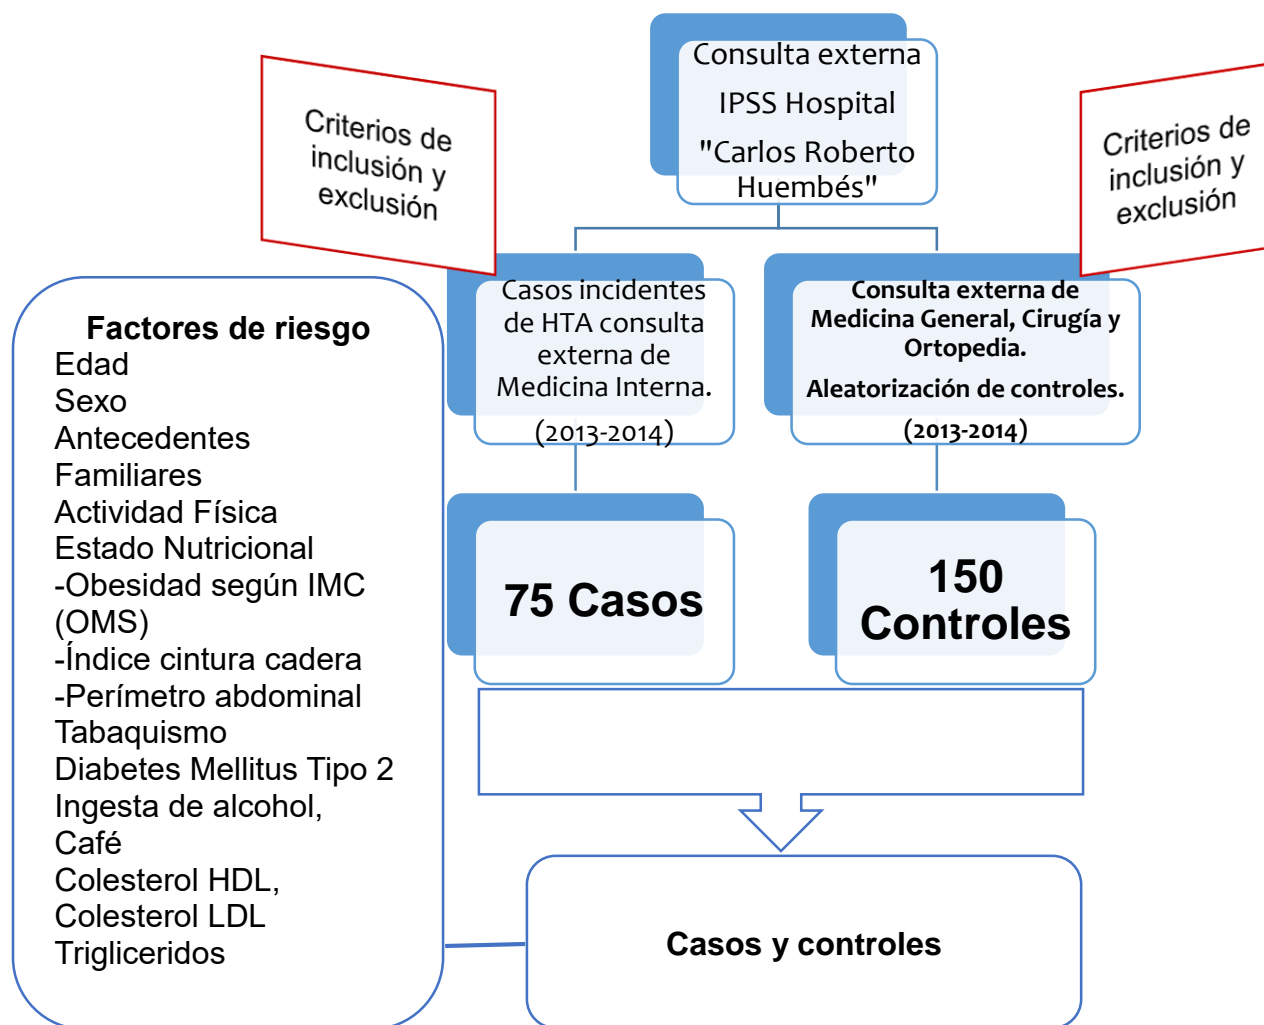 Consulta externa
IPSS Hospital
"Carlos Roberto
Huembés"
Criterios de
inclusión y
exclusión
Criterios de
inclusión y
exclusión
Casos incidentes
de HTA consulta
externa de
Medicina Interna.
(2013-2014)
Consulta externa de
Medicina General, Cirugía y
Ortopedia.
Aleatorización de controles.
(2013-2014)
Factores de riesgo
Edad
Sexo
Antecedentes
Familiares
Actividad Física
Estado Nutricional
-Obesidad según IMC
(OMS)
-Índice cintura cadera
-Perímetro abdominal
Tabaquismo
Diabetes Mellitus Tipo 2
Ingesta de alcohol,
Café
Colesterol HDL,
Colesterol LDL
Trigliceridos
75 Casos
150
Controles
Casos y controles